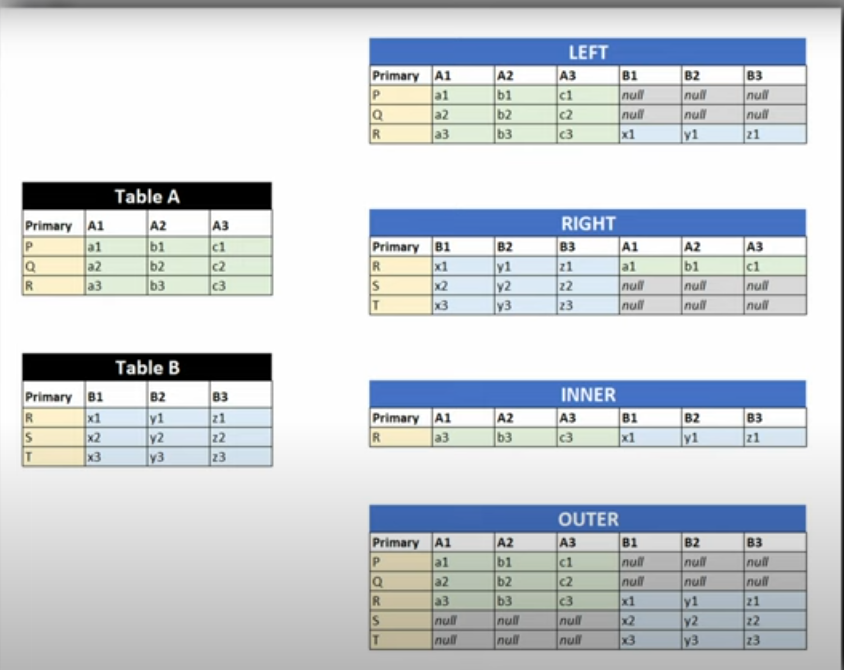 LEFT
Primary A1 A2 A3 B1 B2 B3
P a1 b1 c1 null null null
Q a2 b2 c2 null null null
R a3 b3 c3 x1 y1 z1
Table A
Primary A1 A2 A3
P a1 b1 c1
Q a2 b2 c2
R a3 b3 c3
RIGHT
Primary B1 B2 B3 A1 A2 A3
R x1 y1 z1 a1 b1 c1
S x2 y2 z2 null null null
T x3 y3 z3 null null null
Table B
Primary B1 B2 B3
R x1 y1 z1
S x2 y2 z2
T x3 y3 z3
INNER
Primary A1 A2 A3 B1 B2 B3
R a3 b3 c3 x1 y1 z1
OUTER
Primary A1 A2 A3 B1 B2 B3
P a1 b1 c1 null null null
Q a2 b2 c2 null null null
R a3 b3 c3 x1 y1 z1
S null null null x2 y2 z2
T null null null x3 y3 z3